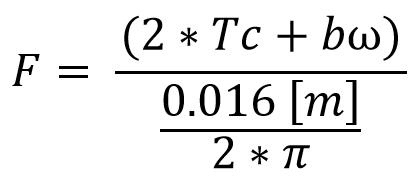 F = (2 * Tc + bω)
0.016 [m]
2 * π